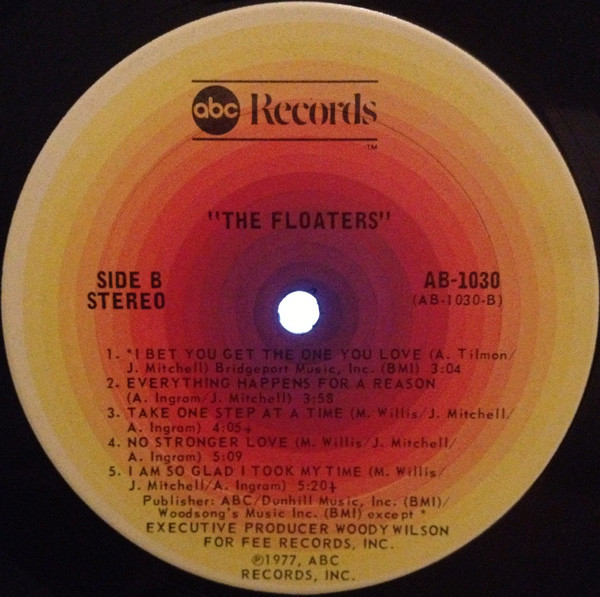 abc Records
TM
"THE FLOATERS"
SIDE B
STEREO
AB-1030
(AB-1030-B)
1. *I BET YOU GET THE ONE YOU LOVE (A. Tilmon/
J. Mitchell) Bridgeport Music, Inc. (BMI) 3:04
2. EVERYTHING HAPPENS FOR A REASON
(A. Ingram/J. Mitchell) 3:58
3. TAKE ONE STEP AT A TIME (M. Willis/J. Mitchell/
A. Ingram) 4:05+
4. NO STRONGER LOVE (M. Willis/J. Mitchell/
A. Ingram) 5:09
5. I AM SO GLAD I TOOK MY TIME (M. Willis/
J. Mitchell/A. Ingram) 5:20+
Publisher: ABC/Dunhill Music, Inc. (BMI)/
Woodsong's Music Inc. (BMI) except *
EXECUTIVE PRODUCER WOODY WILSON
FOR FEE RECORDS, INC.
℗1977, ABC
RECORDS, INC.